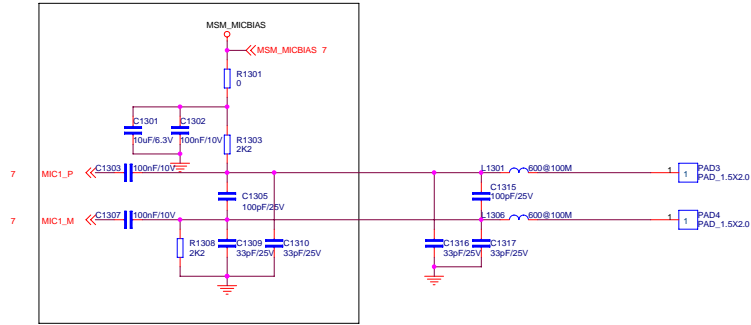 MSM_MICBIAS
MSM_MICBIAS 7
R1301
0
C1301
10uF/6.3V
C1302
100nF/10V
R1303
2K2
7 MIC1_P
C1303
100nF/10V
L1301
600@100M
1
1
PAD3
PAD_1.5X2.0
C1305
100pF/25V
C1315
100pF/25V
7 MIC1_M
C1307
100nF/10V
L1306
600@100M
1
1
PAD4
PAD_1.5X2.0
R1308
2K2
C1309
33pF/25V
C1310
33pF/25V
C1316
33pF/25V
C1317
33pF/25V